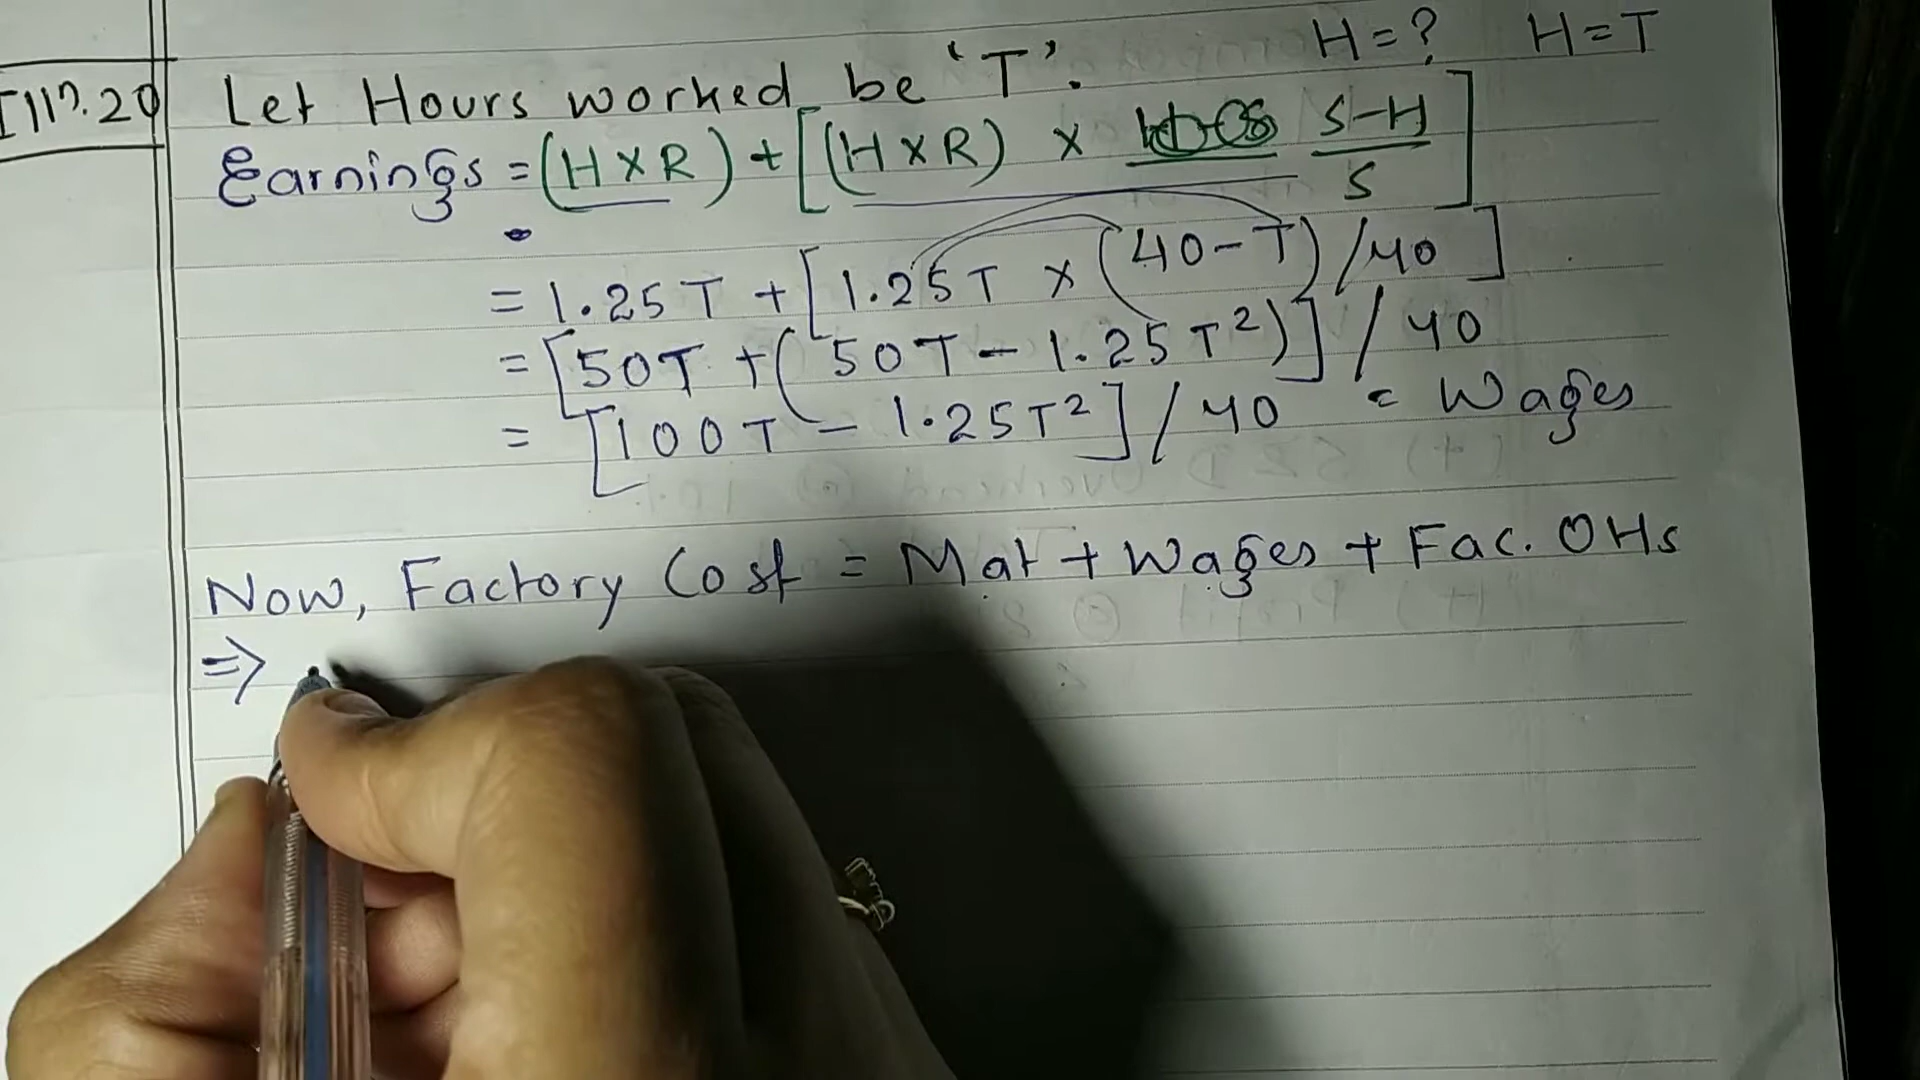 H=? H=T
Illn.20 Let Hours worked be 'T'.
Earnings = (H×R) + [(H×R) × S-H / S]
= 1.25T + [1.25T × (40-T)/40]
= [50T + (50T - 1.25T²)] / 40
= [100T - 1.25T²] / 40 = Wages
Now, Factory Cost = Mat + Wages + Fac. OHs
⇒